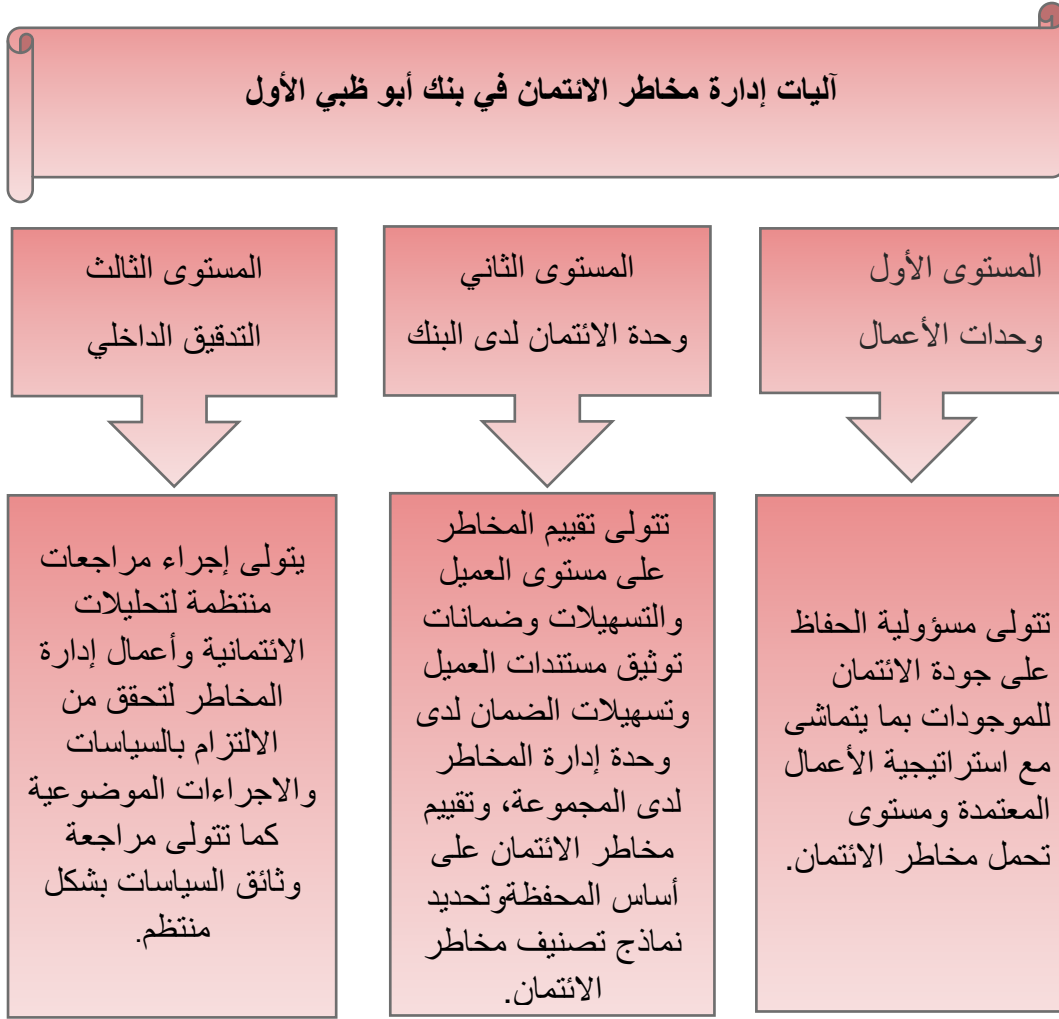 آليات إدارة مخاطر الائتمان في بنك أبو ظبي الأول
المستوى الأول
وحدات الأعمال
المستوى الثاني
وحدة الائتمان لدى البنك
المستوى الثالث
التدقيق الداخلي
تتولى مسؤولية الحفاظ
على جودة الائتمان
للموجودات بما يتماشى
مع استراتيجية الأعمال
المعتمدة ومستوى
تحمل مخاطر الائتمان.
تتولى تقييم المخاطر
على مستوى العميل
والتسهيلات وضمانات
توثيق مستندات العميل
وتسهيلات الضمان لدى
وحدة إدارة المخاطر
لدى المجموعة، وتقييم
مخاطر الائتمان على
أساس المحفظةوتحديد
نماذج تصنيف مخاطر
الائتمان.
يتولى إجراء مراجعات
منتظمة لتحليلات
الائتمانية وأعمال إدارة
المخاطر لتحقق من
الالتزام بالسياسات
والاجراءات الموضوعية
كما تتولى مراجعة
وثائق السياسات بشكل
منتظم.